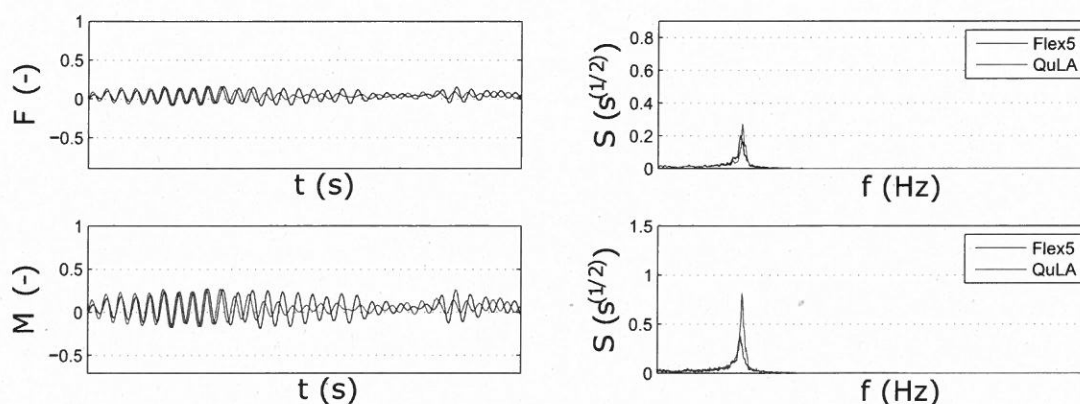 F (-)
1
0.5
0
−0.5
t (s)
S (s^(1/2))
0.8
0.6
0.4
0.2
0
f (Hz)
Flex5
QuLA
M (-)
1
0.5
0
−0.5
t (s)
S (s^(1/2))
1.5
1
0.5
0
f (Hz)
Flex5
QuLA